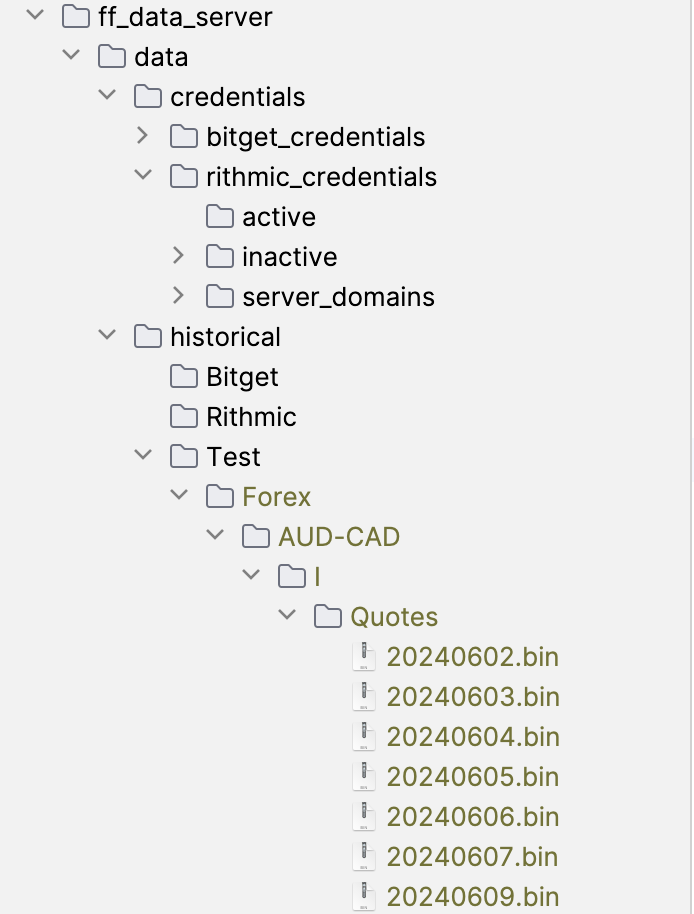 ff_data_server
data
credentials
bitget_credentials
rithmic_credentials
active
inactive
server_domains
historical
Bitget
Rithmic
Test
Forex
AUD-CAD
I
Quotes
20240602.bin
20240603.bin
20240604.bin
20240605.bin
20240606.bin
20240607.bin
20240609.bin